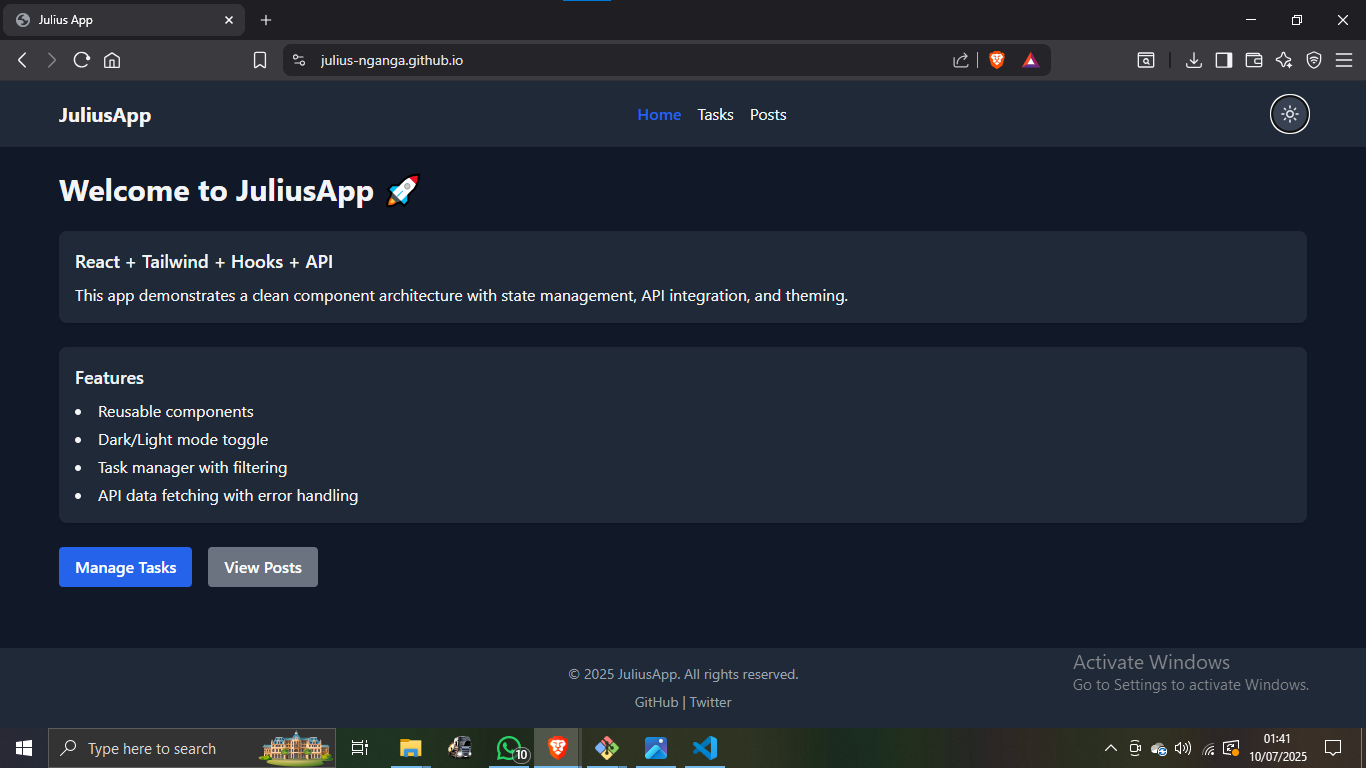 Julius App
julius-nganga.github.io
JuliusApp
Home Tasks Posts
Welcome to JuliusApp 🚀
React + Tailwind + Hooks + API
This app demonstrates a clean component architecture with state management, API integration, and theming.
Features
• Reusable components
• Dark/Light mode toggle
• Task manager with filtering
• API data fetching with error handling
Manage Tasks View Posts
© 2025 JuliusApp. All rights reserved.
GitHub | Twitter
Activate Windows
Go to Settings to activate Windows.
Type here to search
10
01:41
10/07/2025